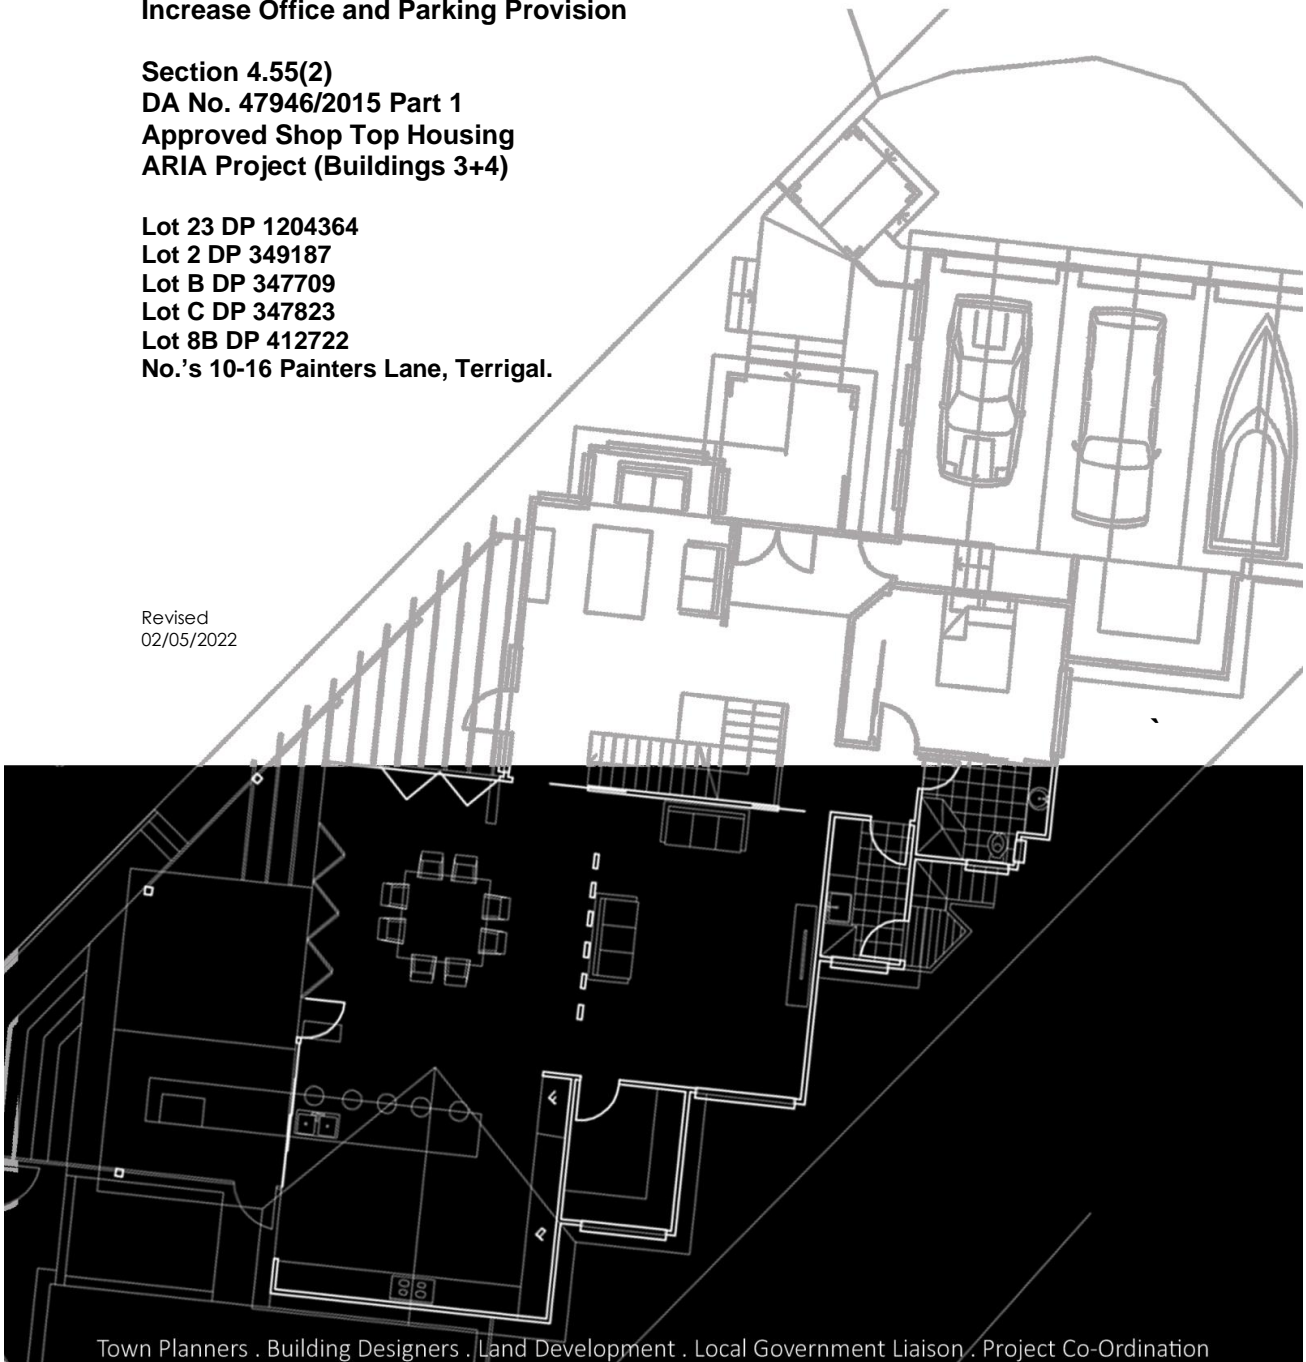 Increase Office and Parking Provision
Section 4.55(2)
DA No. 47946/2015 Part 1
Approved Shop Top Housing
ARIA Project (Buildings 3+4)
Lot 23 DP 1204364
Lot 2 DP 349187
Lot B DP 347709
Lot C DP 347823
Lot 8B DP 412722
No.'s 10-16 Painters Lane, Terrigal.
Revised
02/05/2022
`
F
P
Town Planners . Building Designers . Land Development . Local Government Liaison . Project Co-Ordination